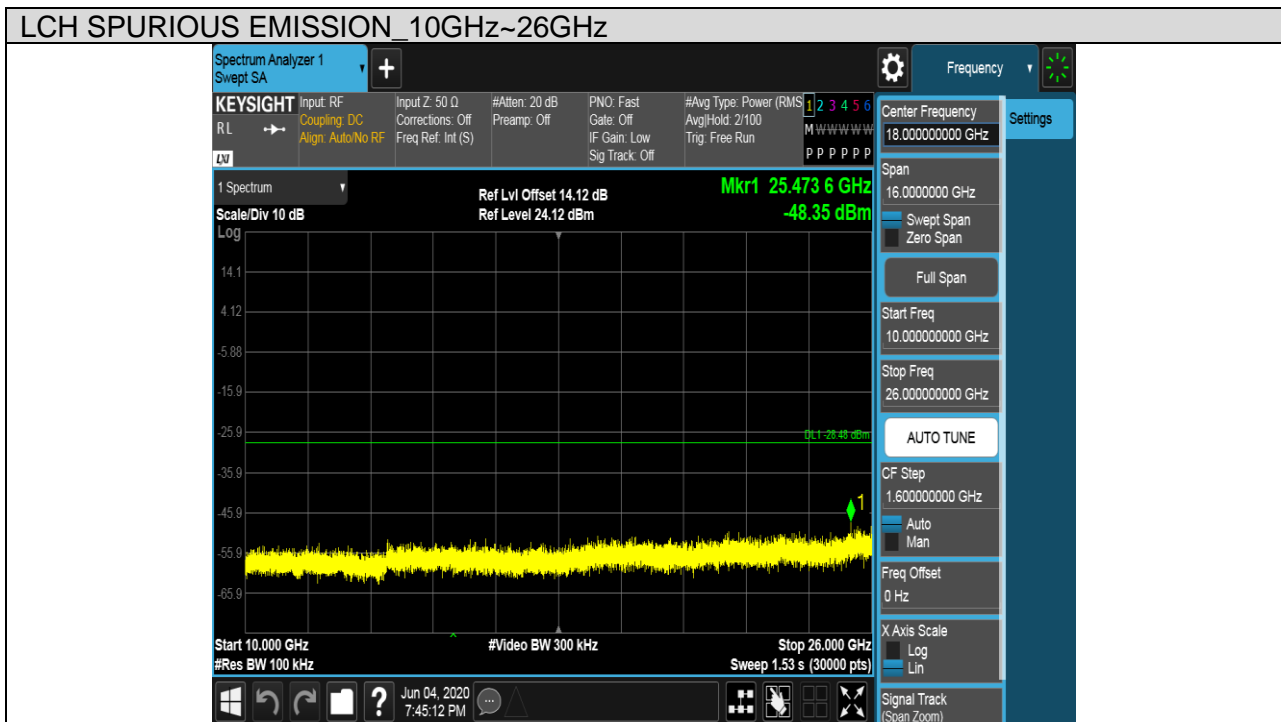 LCH SPURIOUS EMISSION_10GHz~26GHz
Spectrum Analyzer 1
Swept SA
+
Frequency
KEYSIGHT
RL
LXI
Input: RF
Coupling: DC
Align: Auto/No RF
Input Z: 50 Ω
Corrections: Off
Freq Ref: Int (S)
#Atten: 20 dB
Preamp: Off
PNO: Fast
Gate: Off
IF Gain: Low
Sig Track: Off
#Avg Type: Power (RMS
Avg|Hold: 2/100
Trig: Free Run
1 2 3 4 5 6
M W W W W W
P P P P P P
1 Spectrum
Scale/Div 10 dB
Log
Ref Lvl Offset 14.12 dB
Ref Level 24.12 dBm
Mkr1 25.473 6 GHz
-48.35 dBm
14.1
4.12
-5.88
-15.9
-25.9
-35.9
-45.9
-55.9
-65.9
DL1 -28.48 dBm
1
Start 10.000 GHz
#Res BW 100 kHz
#Video BW 300 kHz
Stop 26.000 GHz
Sweep 1.53 s (30000 pts)
Center Frequency
18.000000000 GHz
Settings
Span
16.0000000 GHz
Swept Span
Zero Span
Full Span
Start Freq
10.000000000 GHz
Stop Freq
26.000000000 GHz
AUTO TUNE
CF Step
1.600000000 GHz
Auto
Man
Freq Offset
0 Hz
X Axis Scale
Log
Lin
Signal Track
(Span Zoom)
?
Jun 04, 2020
7:45:12 PM